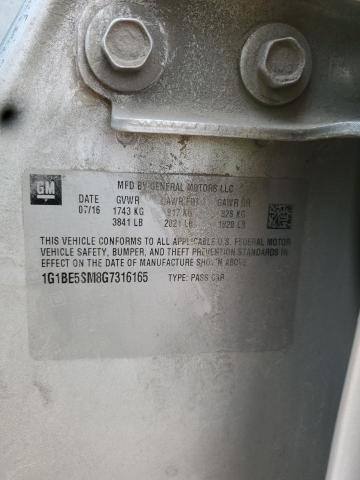 GM
MFD BY GENERAL MOTORS LLC
DATE GVWR GAWR FRT GAWR RR
07/16 1743 KG 917 KG 826 KG
3841 LB 2021 LB 1820 LB
THIS VEHICLE CONFORMS TO ALL APPLICABLE U.S. FEDERAL MOTOR
VEHICLE SAFETY, BUMPER, AND THEFT PREVENTION STANDARDS IN
EFFECT ON THE DATE OF MANUFACTURE SHOWN ABOVE.
1G1BE5SM8G7316165 TYPE: PASS CAR